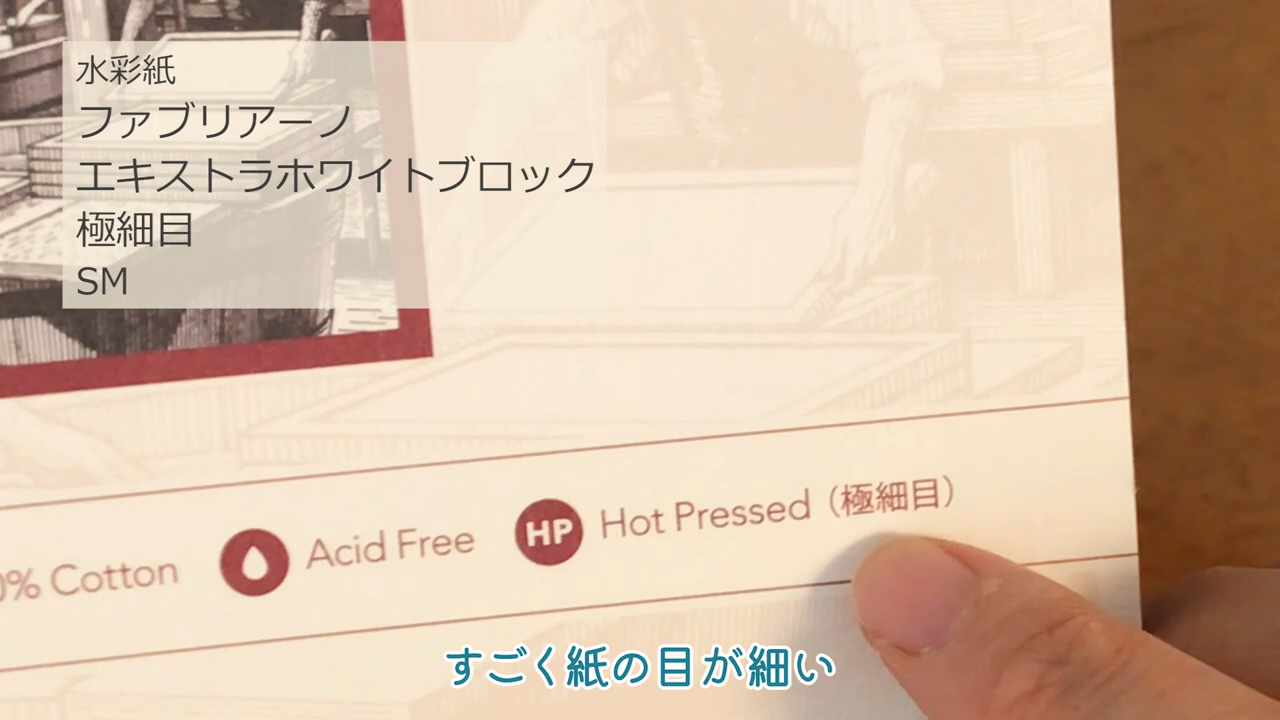 水彩紙
ファブリアーノ
エキストラホワイトブロック
極細目
SM
0% Cotton Acid Free HP Hot Pressed（極細目）
すごく紙の目が細い